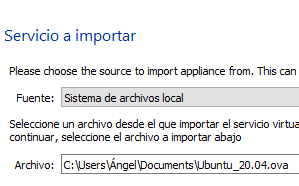 Servicio a importar
Please choose the source to import appliance from. This can
Fuente: Sistema de archivos local
Seleccione un archivo desde el que importar el servicio virtua
continuar, seleccione el archivo a importar abajo
Archivo: C:\Users\Ángel\Documents\Ubuntu_20.04.ova